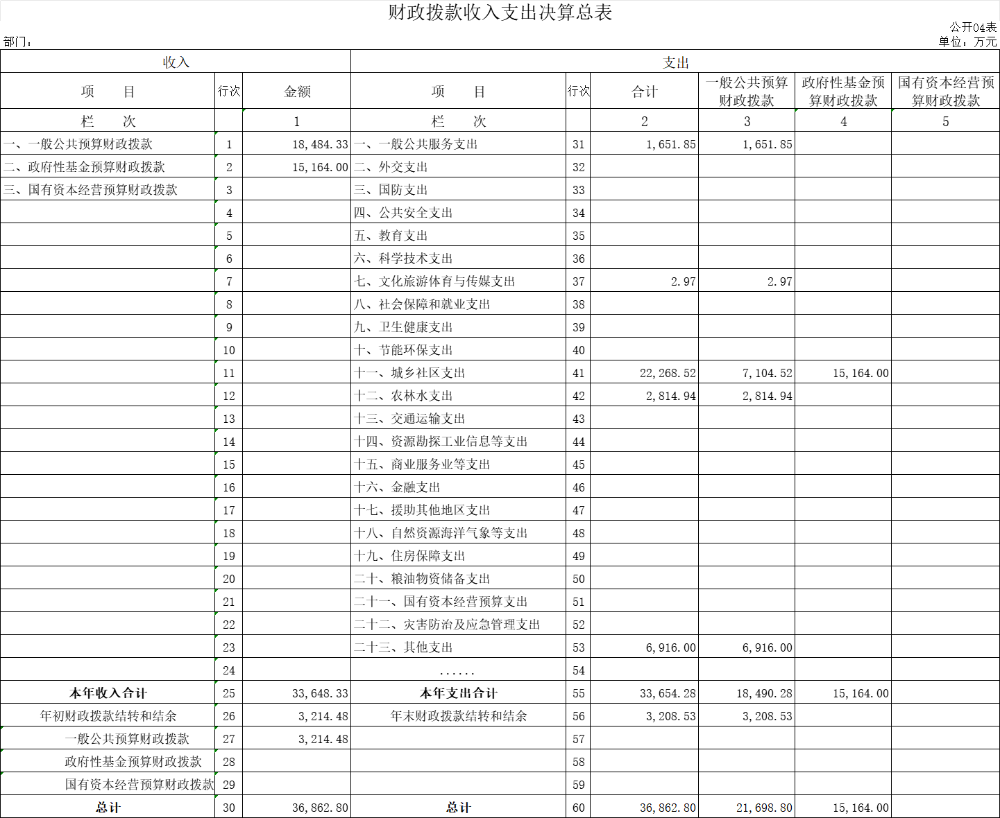 财政拨款收入支出决算总表
公开04表
部门：
单位：万元
收入 支出
项 目 行次 金额 项 目 行次 合计 一般公共预算财政拨款 政府性基金预算财政拨款 国有资本经营预算财政拨款
栏 次 1 栏 次 2 3 4 5
一、一般公共预算财政拨款 1 18,484.33 一、一般公共服务支出 31 1,651.85 1,651.85
二、政府性基金预算财政拨款 2 15,164.00 二、外交支出 32
三、国有资本经营预算财政拨款 3 三、国防支出 33
4 四、公共安全支出 34
5 五、教育支出 35
6 六、科学技术支出 36
7 七、文化旅游体育与传媒支出 37 2.97 2.97
8 八、社会保障和就业支出 38
9 九、卫生健康支出 39
10 十、节能环保支出 40
11 十一、城乡社区支出 41 22,268.52 7,104.52 15,164.00
12 十二、农林水支出 42 2,814.94 2,814.94
13 十三、交通运输支出 43
14 十四、资源勘探工业信息等支出 44
15 十五、商业服务业等支出 45
16 十六、金融支出 46
17 十七、援助其他地区支出 47
18 十八、自然资源海洋气象等支出 48
19 十九、住房保障支出 49
20 二十、粮油物资储备支出 50
21 二十一、国有资本经营预算支出 51
22 二十二、灾害防治及应急管理支出 52
23 二十三、其他支出 53 6,916.00 6,916.00
24 ...... 54
本年收入合计 25 33,648.33 本年支出合计 55 33,654.28 18,490.28 15,164.00
年初财政拨款结转和结余 26 3,214.48 年末财政拨款结转和结余 56 3,208.53 3,208.53
一般公共预算财政拨款 27 3,214.48 57
政府性基金预算财政拨款 28 58
国有资本经营预算财政拨款 29 59
总计 30 36,862.80 总计 60 36,862.80 21,698.80 15,164.00